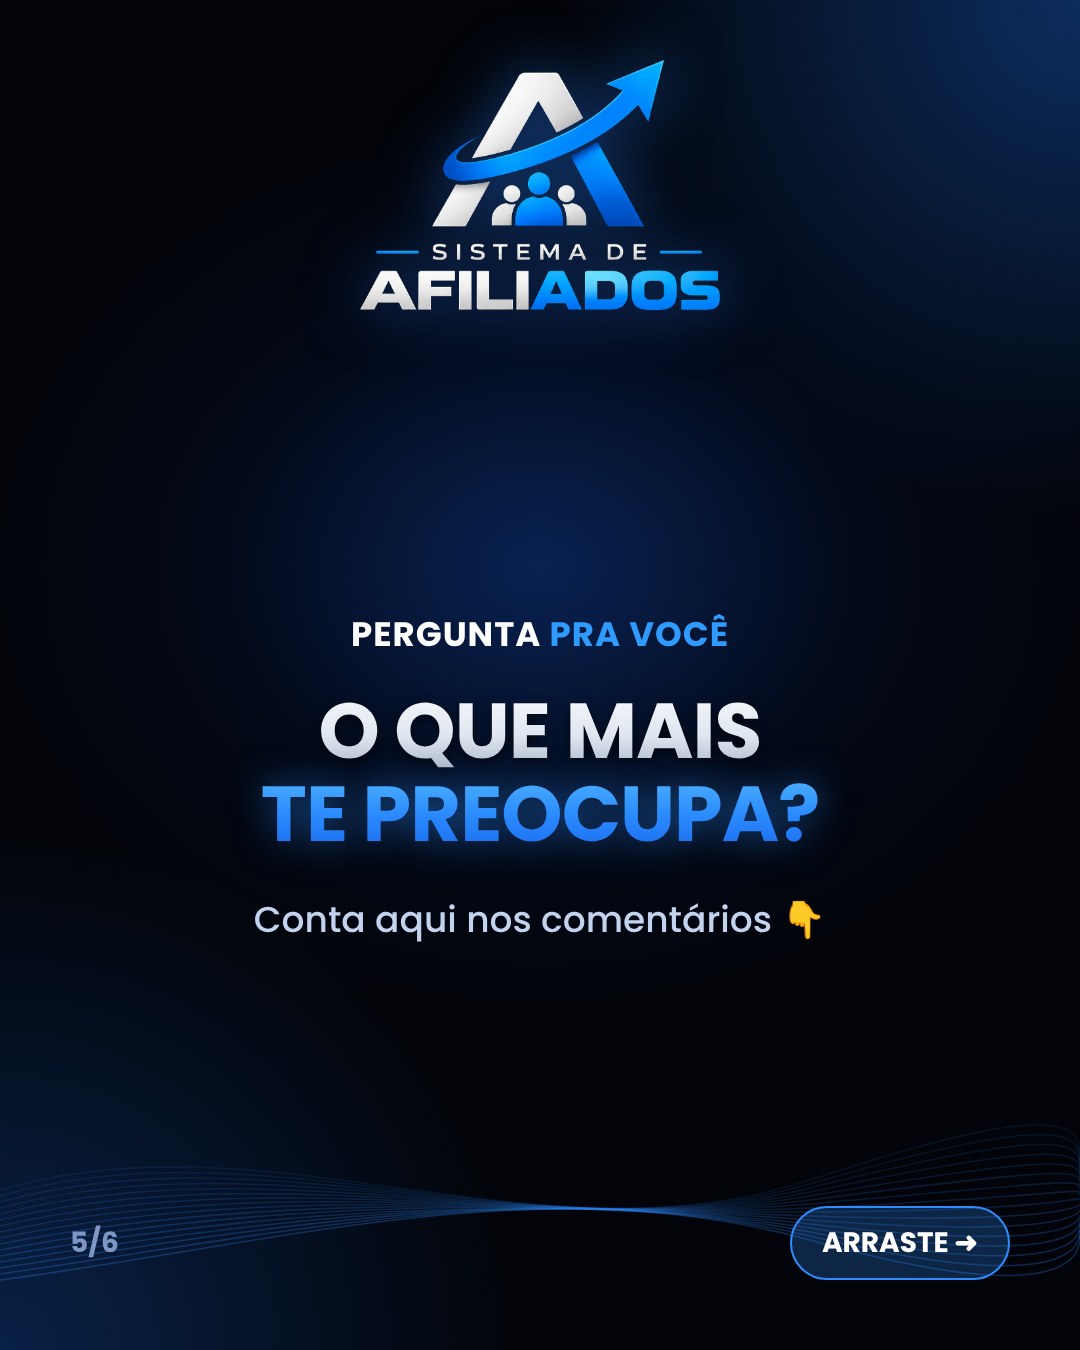 SISTEMA DE
AFILIADOS
PERGUNTA PRA VOCÊ
O QUE MAIS
TE PREOCUPA?
Conta aqui nos comentários 👇
5/6
ARRASTE →